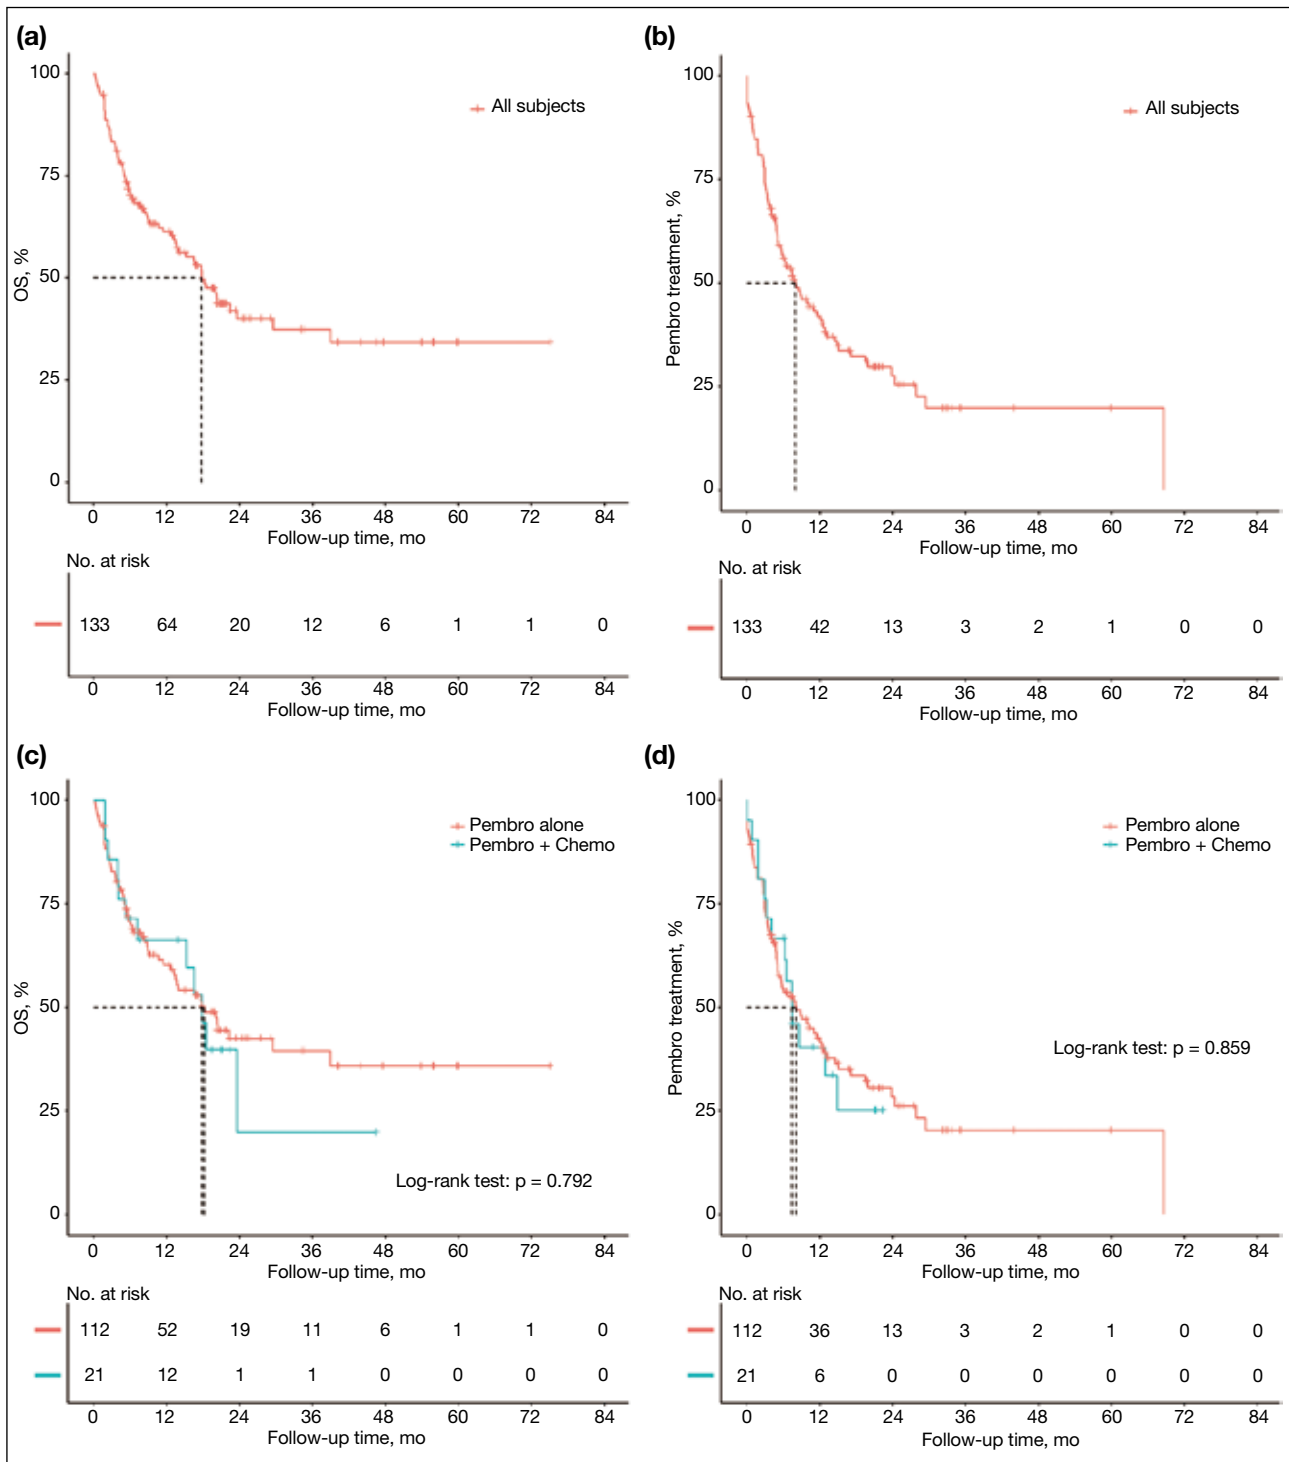 (a)
OS, %
100
75
50
25
0
All subjects
0 12 24 36 48 60 72 84
Follow-up time, mo
No. at risk
133 64 20 12 6 1 1 0
0 12 24 36 48 60 72 84
Follow-up time, mo
(b)
Pembro treatment, %
100
75
50
25
0
All subjects
0 12 24 36 48 60 72 84
Follow-up time, mo
No. at risk
133 42 13 3 2 1 0 0
0 12 24 36 48 60 72 84
Follow-up time, mo
(c)
OS, %
100
75
50
25
0
Pembro alone
Pembro + Chemo
Log-rank test: p = 0.792
0 12 24 36 48 60 72 84
Follow-up time, mo
No. at risk
112 52 19 11 6 1 1 0
21 12 1 1 0 0 0 0
0 12 24 36 48 60 72 84
Follow-up time, mo
(d)
Pembro treatment, %
100
75
50
25
0
Pembro alone
Pembro + Chemo
Log-rank test: p = 0.859
0 12 24 36 48 60 72 84
Follow-up time, mo
No. at risk
112 36 13 3 2 1 0 0
21 6 0 0 0 0 0 0
0 12 24 36 48 60 72 84
Follow-up time, mo